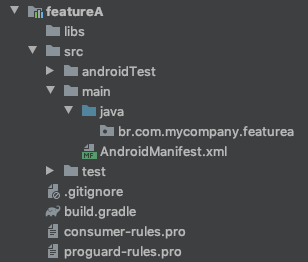 featureA
libs
src
androidTest
main
java
br.com.mycompany.featurea
MF AndroidManifest.xml
test
.gitignore
build.gradle
consumer-rules.pro
proguard-rules.pro